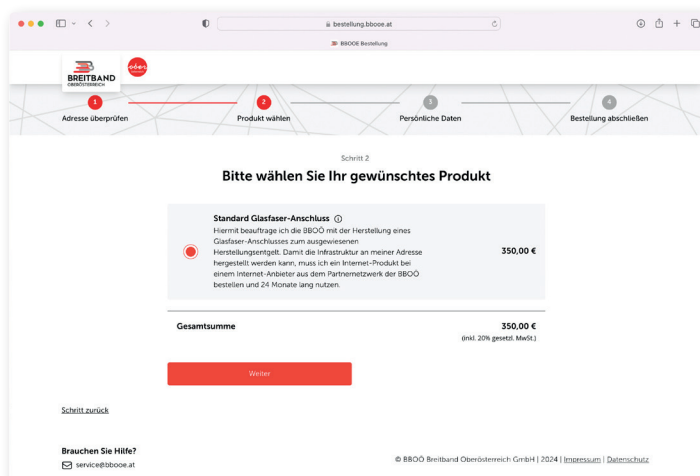 bestellung.bbooe.at
BBOOE Bestellung
BREITBAND
OBERÖSTERREICH
1
2
3
4
Adresse überprüfen
Produkt wählen
Persönliche Daten
Bestellung abschließen
Schritt 2
Bitte wählen Sie Ihr gewünschtes Produkt
Standard Glasfaser-Anschluss
Hiermit beauftrage ich die BBOÖ mit der Herstellung eines
Glasfaser-Anschlusses zum ausgewiesenen
Herstellungsentgelt. Damit die Infrastruktur an meiner Adresse
hergestellt werden kann, muss ich ein Internet-Produkt bei
einem Internet-Anbieter aus dem Partnernetzwerk der BBOÖ
bestellen und 24 Monate lang nutzen.
350,00 €
Gesamtsumme
350,00 €
(inkl. 20% gesetzl. MwSt.)
Weiter
Schritt zurück
Brauchen Sie Hilfe?
service@bbooe.at
© BBOÖ Breitband Oberösterreich GmbH | 2024 | Impressum | Datenschutz